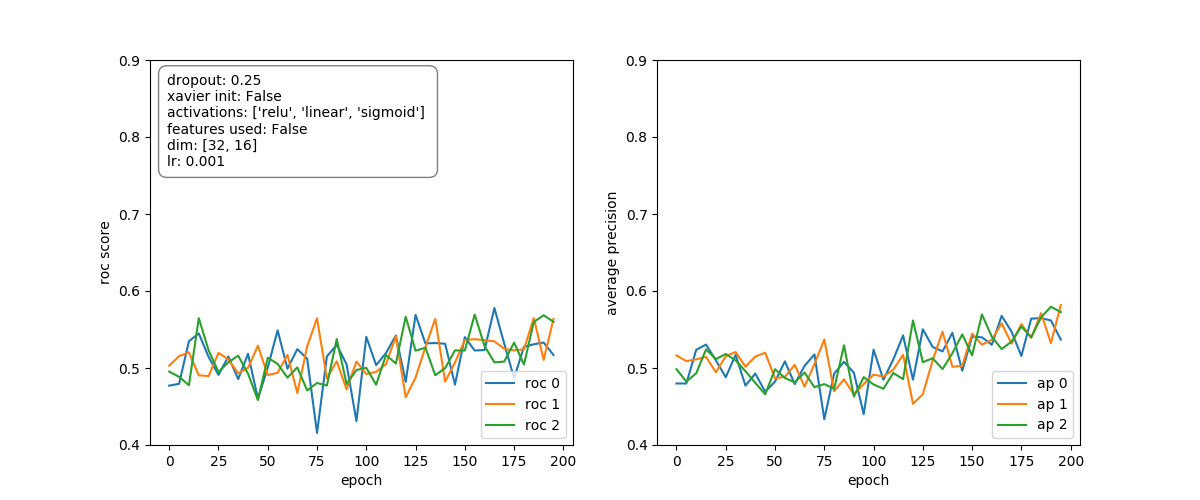 0.9
0.8
0.7
0.6
0.5
0.4
roc score
dropout: 0.25
xavier init: False
activations: ['relu', 'linear', 'sigmoid']
features used: False
dim: [32, 16]
lr: 0.001
roc 0
roc 1
roc 2
0 25 50 75 100 125 150 175 200
epoch
0.9
0.8
0.7
0.6
0.5
0.4
average precision
ap 0
ap 1
ap 2
0 25 50 75 100 125 150 175 200
epoch